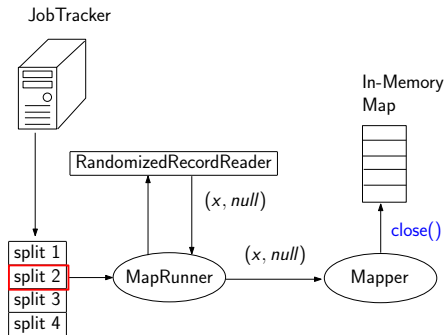 JobTracker
In-Memory
Map
RandomizedRecordReader
(x, null)
(x, null)
close()
split 1
split 2
split 3
split 4
MapRunner
Mapper